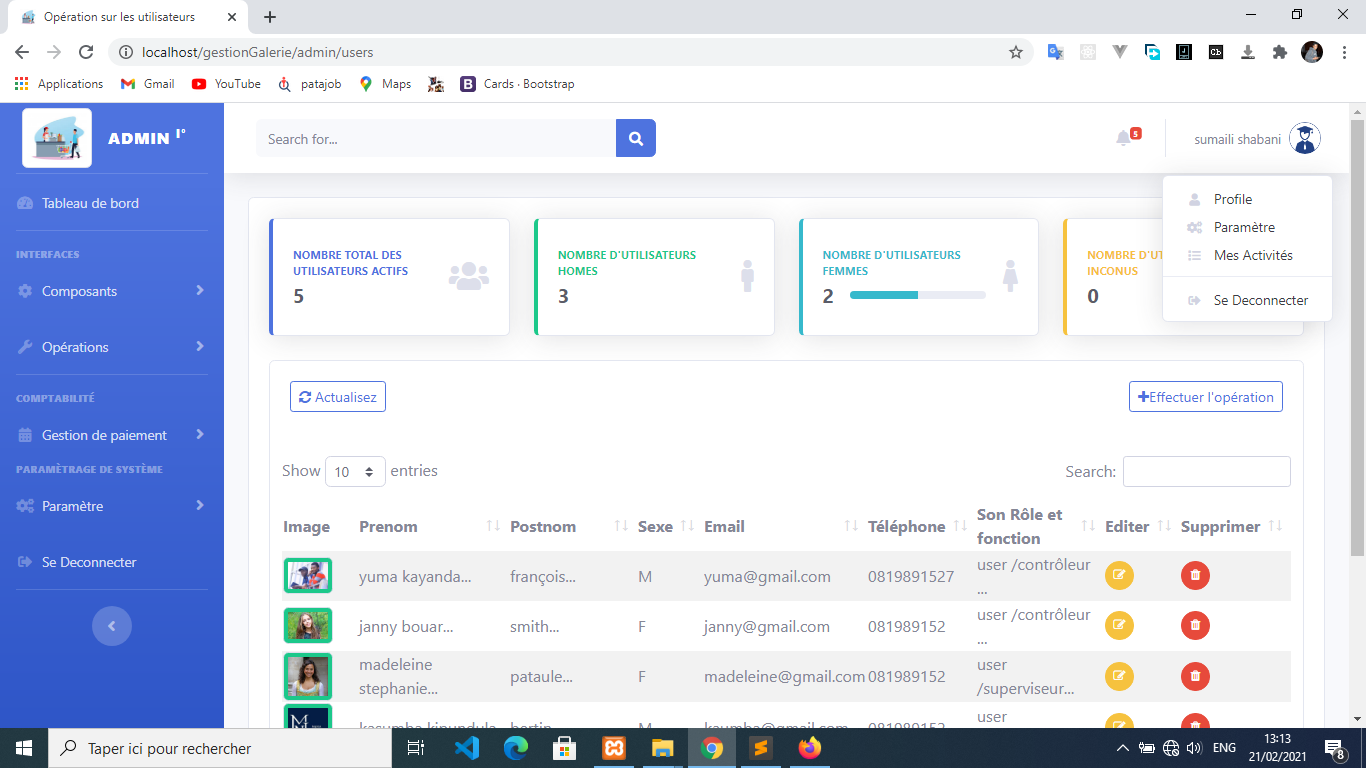 Opération sur les utilisateurs
localhost/gestionGalerie/admin/users
Applications
Gmail
YouTube
patajob
Maps
B
Cards · Bootstrap
ADMIN 1°
Search for...
5
sumaili shabani
Tableau de bord
Profile
Paramètre
Mes Activités
Se Deconnecter
INTERFACES
Composants
Opérations
COMPTABILITÉ
Gestion de paiement
PARAMÈTRAGE DE SYSTÈME
Paramètre
Se Deconnecter
NOMBRE TOTAL DES
UTILISATEURS ACTIFS
5
NOMBRE D'UTILISATEURS
HOMES
3
NOMBRE D'UTILISATEURS
FEMMES
2
NOMBRE D'UT
INCONUS
0
Actualisez
Effectuer l'opération
Show 10 entries
Search:
Image Prenom Postnom Sexe Email Téléphone Son Rôle et fonction Editer Supprimer
yuma kayanda... françois... M yuma@gmail.com 0819891527 user /contrôleur ...
janny bouar... smith... F janny@gmail.com 081989152 user /contrôleur ...
madeleine stephanie... pataule... F madeleine@gmail.com 081989152 user /superviseur...
user
Taper ici pour rechercher
ENG
13:13
21/02/2021
8